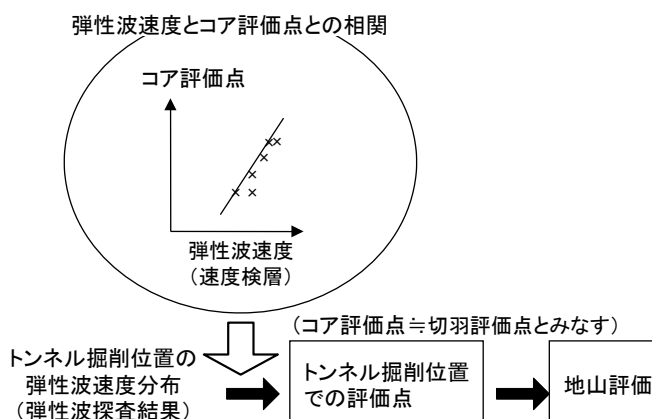 弾性波速度とコア評価点との相関
コア評価点
弾性波速度
(速度検層)
(コア評価点≒切羽評価点とみなす)
トンネル掘削位置の
弾性波速度分布
(弾性波探査結果)
トンネル掘削位置
での評価点
地山評価